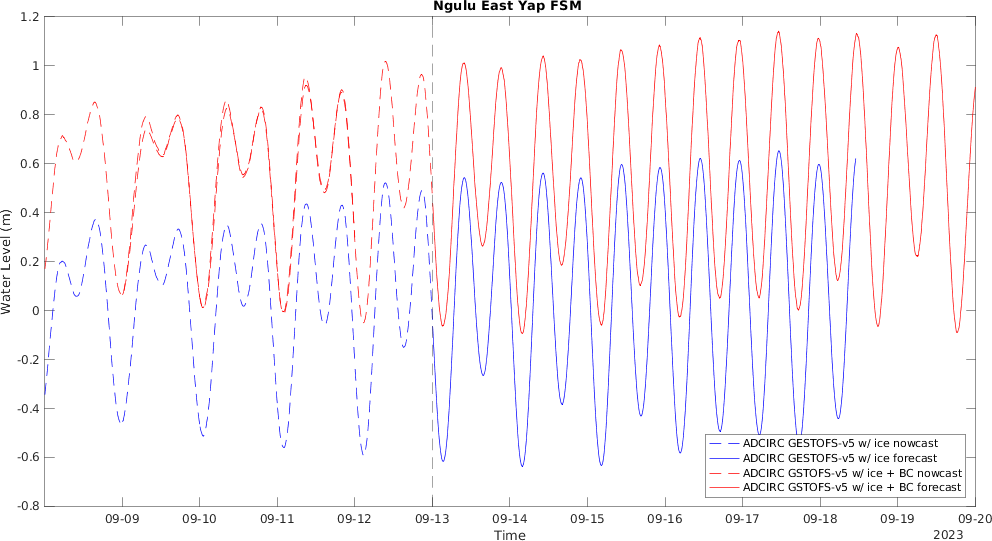 Ngulu East Yap FSM
1.2
1
0.8
0.6
0.4
0.2
0
-0.2
-0.4
-0.6
-0.8
Water Level (m)
ADCIRC GESTOFS-v5 w/ ice nowcast
ADCIRC GESTOFS-v5 w/ ice forecast
ADCIRC GSTOFS-v5 w/ ice + BC nowcast
ADCIRC GSTOFS-v5 w/ ice + BC forecast
09-09 09-10 09-11 09-12 09-13 09-14 09-15 09-16 09-17 09-18 09-19 09-20
Time
2023